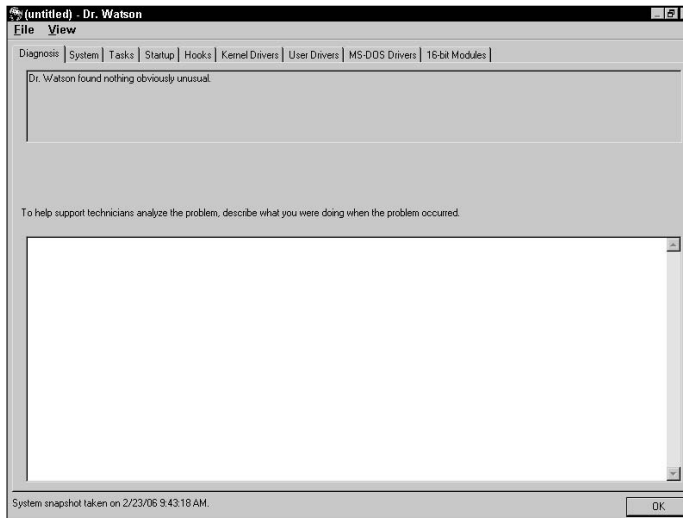 (untitled) - Dr. Watson
File View
Diagnosis System Tasks Startup Hooks Kernel Drivers User Drivers MS-DOS Drivers 16-bit Modules
Dr. Watson found nothing obviously unusual.
To help support technicians analyze the problem, describe what you were doing when the problem occurred.
System snapshot taken on 2/23/06 9:43:18 AM.
OK